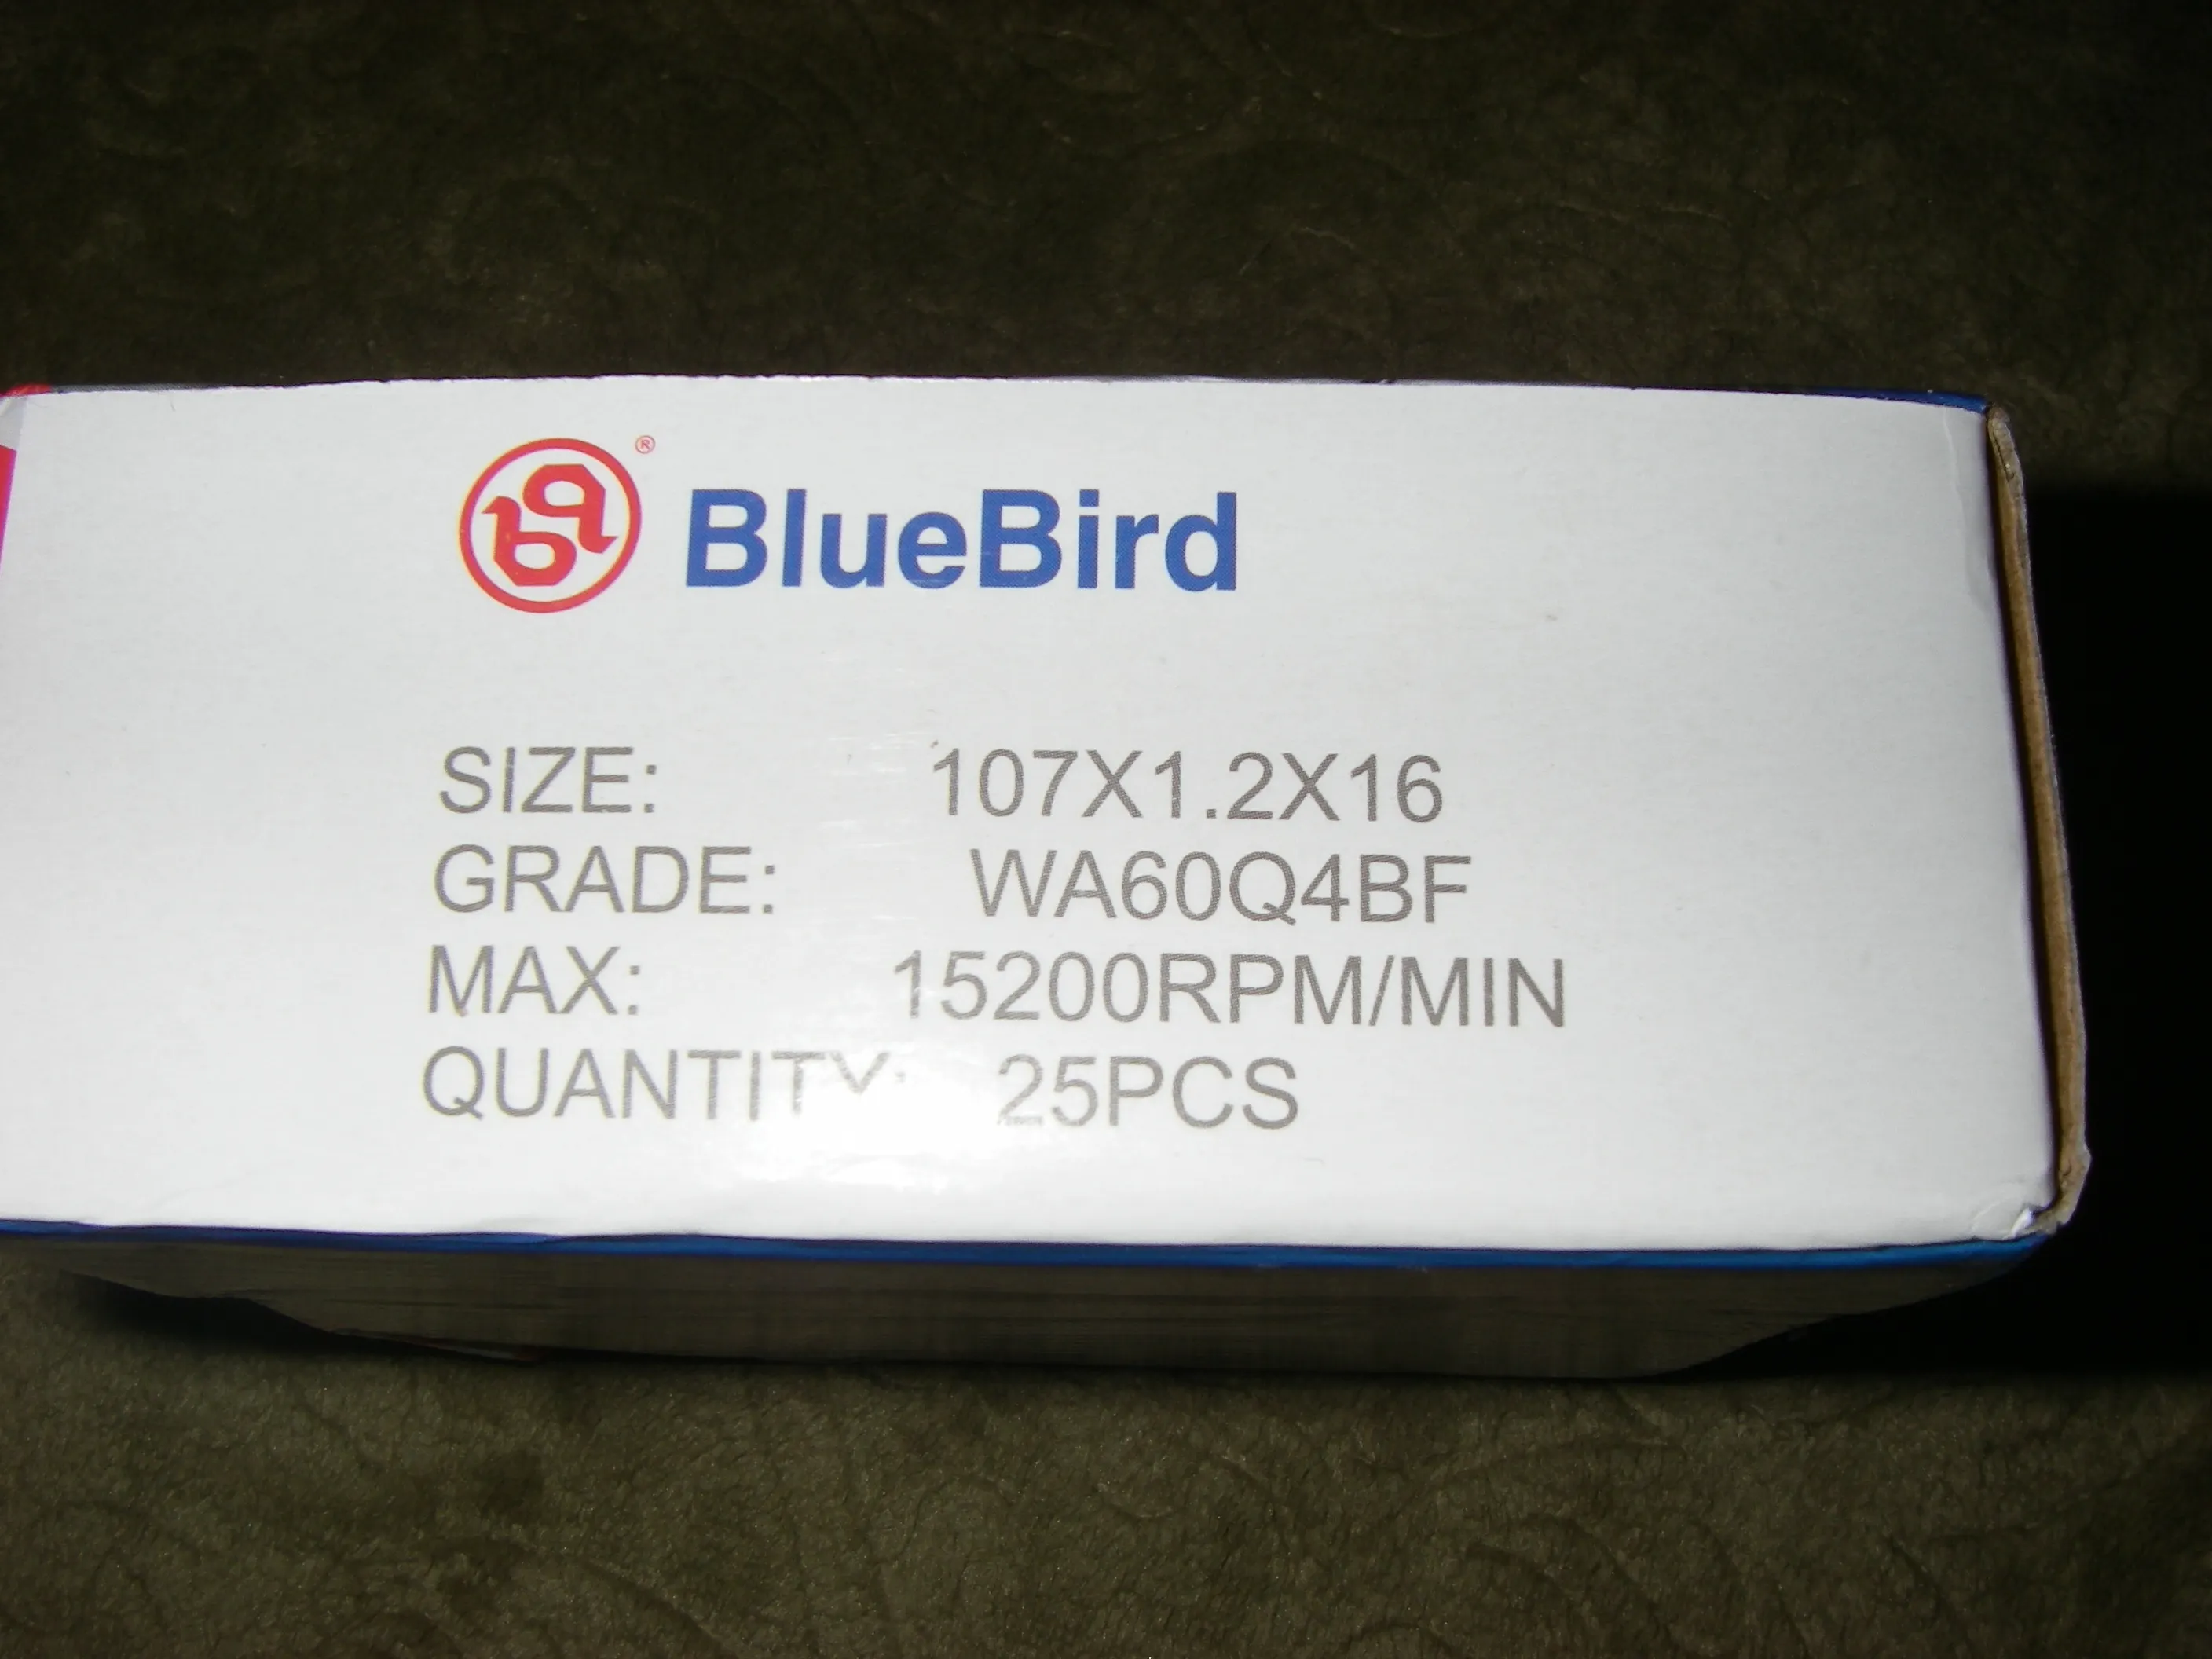 ®
BlueBird
SIZE: 107X1.2X16
GRADE: WA60Q4BF
MAX: 15200RPM/MIN
QUANTITY: 25PCS